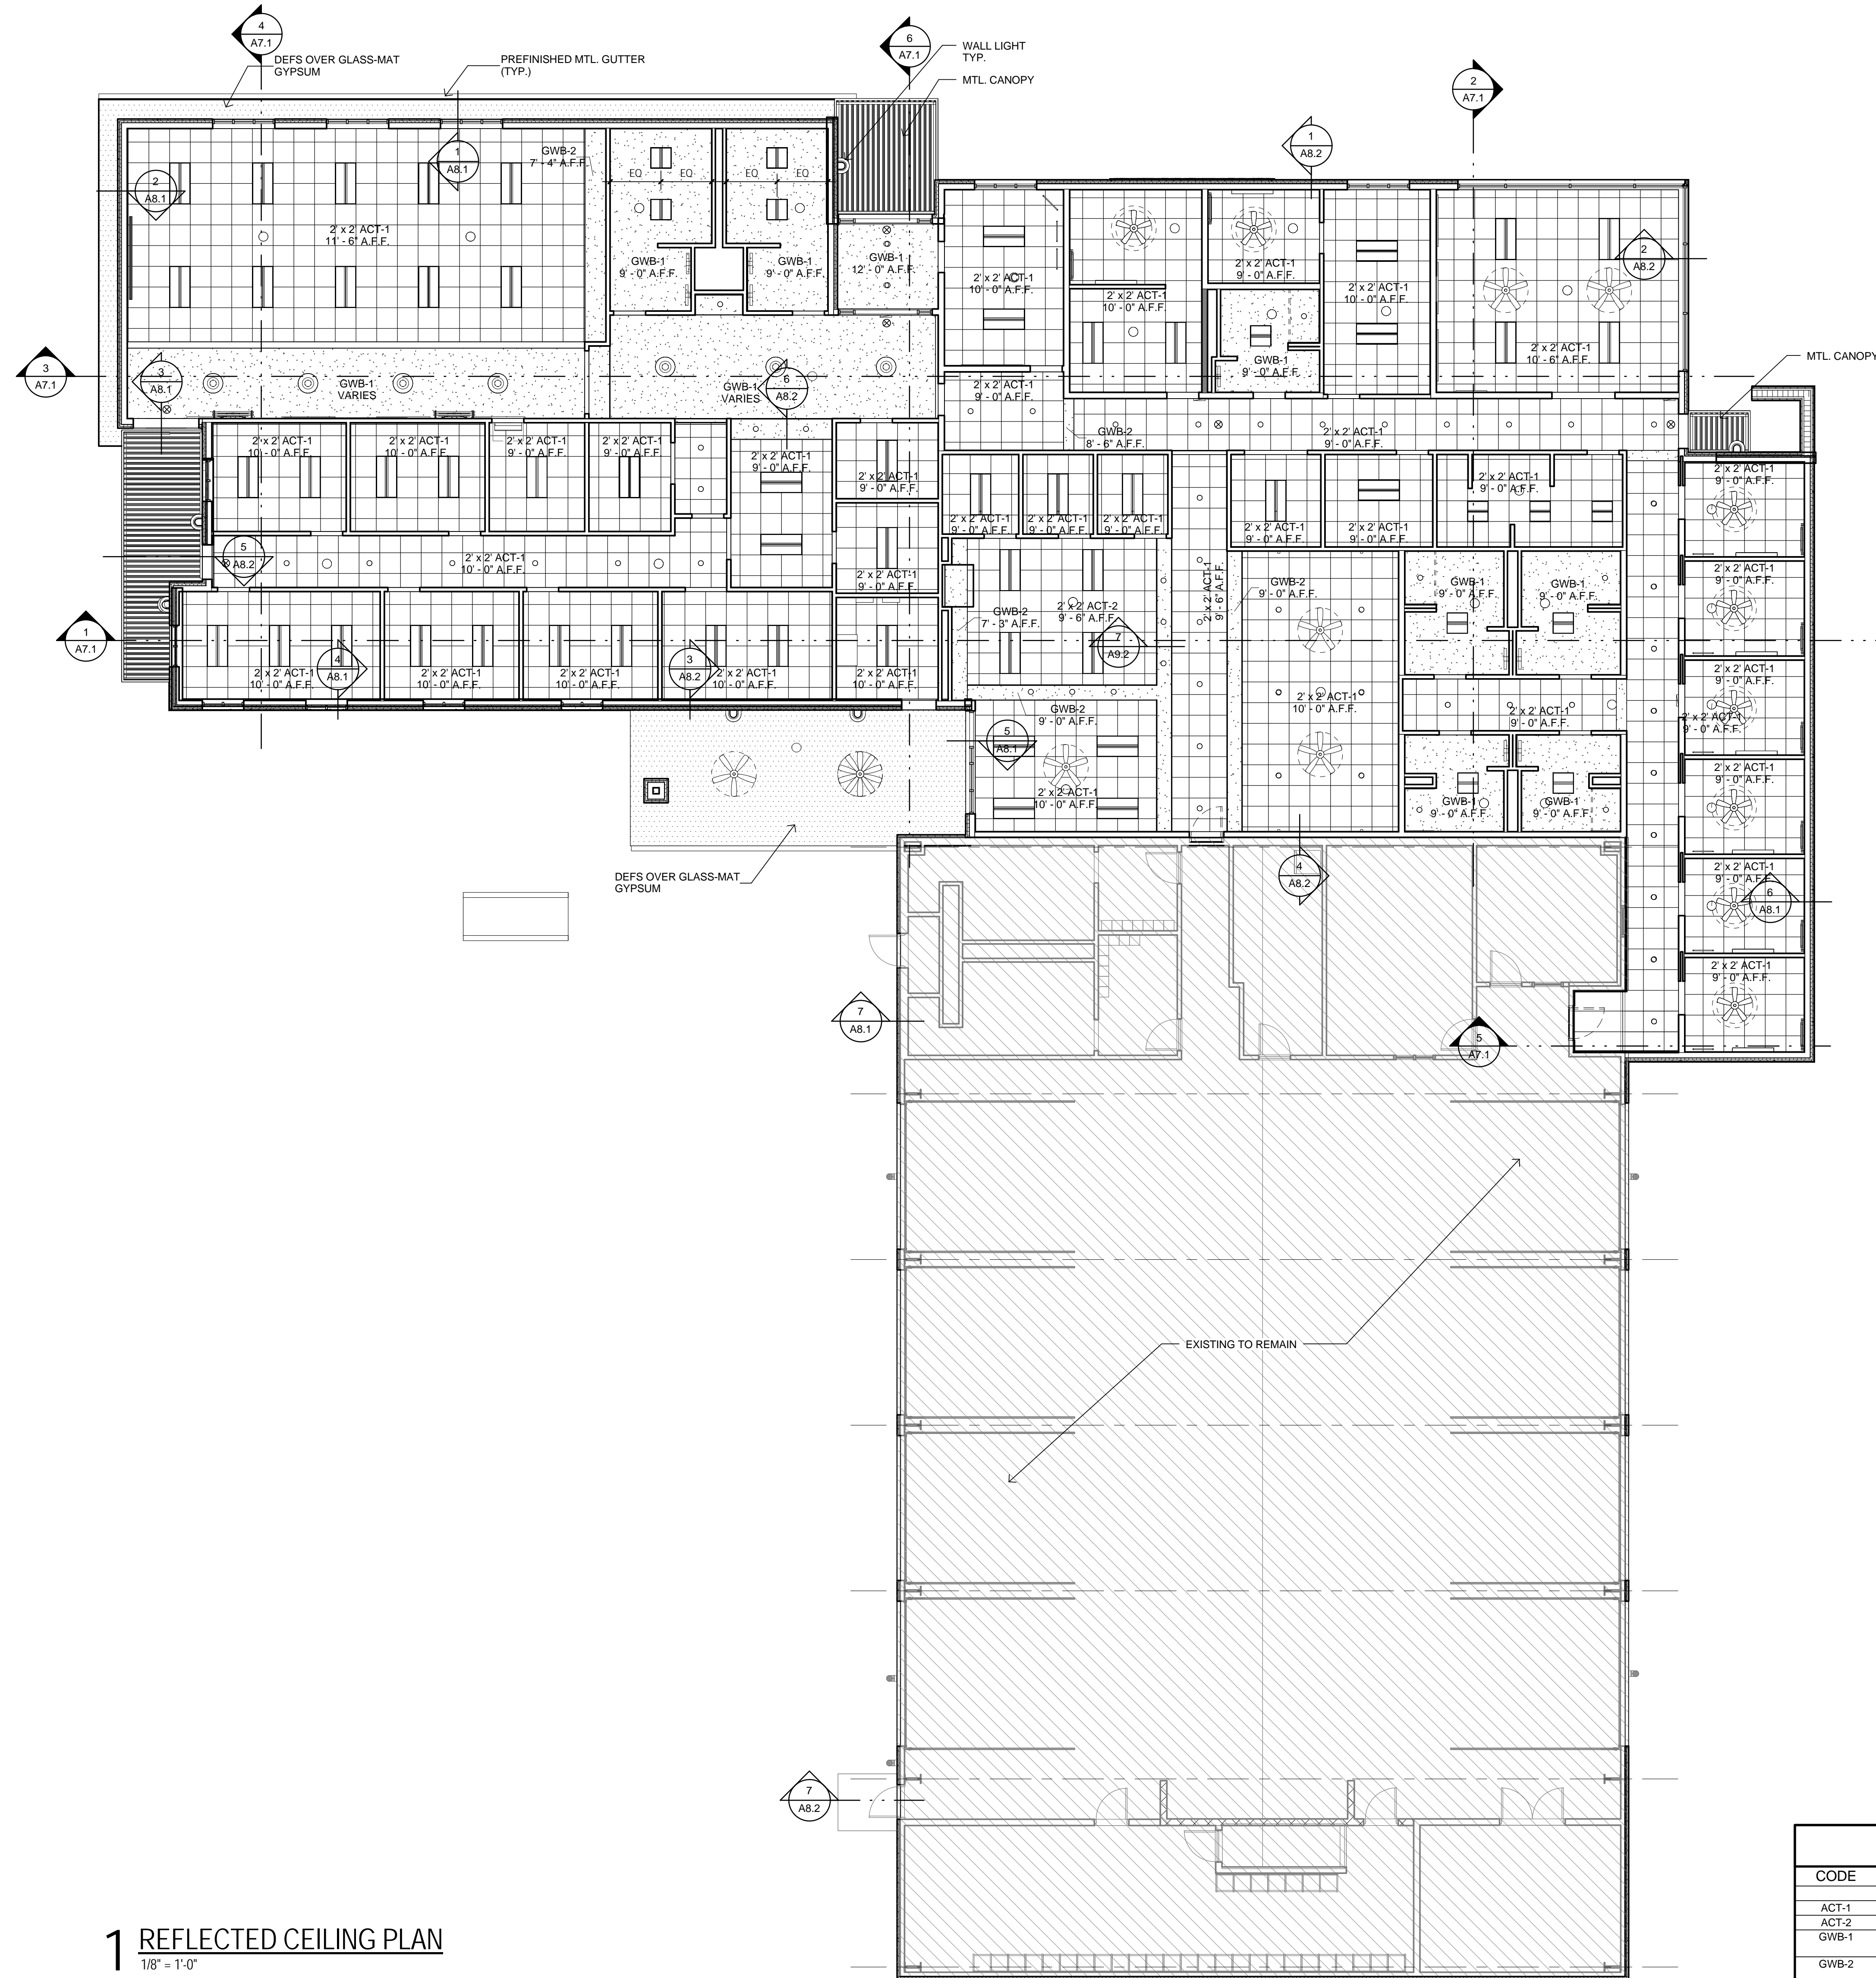 4
A7.1
DEFS OVER GLASS-MAT
GYPSUM
PREFINISHED MTL. GUTTER
(TYP.)
6
A7.1
WALL LIGHT
TYP.
MTL. CANOPY
2
A7.1
1
A8.2
1
A8.1
GWB-2
7' - 4" A.F.F.
EQ
EQ
EQ
EQ
2
A8.1
2' x 2' ACT-1
11' - 6" A.F.F.
GWB-1
9' - 0" A.F.F.
GWB-1
9' - 0" A.F.F.
GWB-1
12' - 0" A.F.F.
2' x 2' ACT-1
10' - 0" A.F.F.
2' x 2' ACT-1
10' - 0" A.F.F.
2' x 2' ACT-1
9' - 0" A.F.F.
2' x 2' ACT-1
10' - 0" A.F.F.
2
A8.2
2' x 2' ACT-1
10' - 6" A.F.F.
GWB-1
9' - 0" A.F.F.
MTL. CANOPY
3
A7.1
3
A8.1
GWB-1
VARIES
GWB-1
VARIES
6
A8.2
2' x 2' ACT-1
9' - 0" A.F.F.
GWB-2
8' - 6" A.F.F.
2' x 2' ACT-1
9' - 0" A.F.F.
2' x 2' ACT-1
10' - 0" A.F.F.
2' x 2' ACT-1
10' - 0" A.F.F.
2' x 2' ACT-1
9' - 0" A.F.F.
2' x 2' ACT-1
9' - 0" A.F.F.
2' x 2' ACT-1
9' - 0" A.F.F.
2' x 2' ACT-1
9' - 0" A.F.F.
2' x 2' ACT-1
9' - 0" A.F.F.
2' x 2' ACT-1
9' - 0" A.F.F.
2' x 2' ACT-1
9' - 0" A.F.F.
2' x 2' ACT-1
9' - 0" A.F.F.
2' x 2' ACT-1
9' - 0" A.F.F.
2' x 2' ACT-1
9' - 0" A.F.F.
2' x 2' ACT-1
9' - 0" A.F.F.
5
A8.2
2' x 2' ACT-1
10' - 0" A.F.F.
2' x 2' ACT-1
9' - 0" A.F.F.
2' x 2' ACT-1
9' - 6" A.F.F.
GWB-2
9' - 0" A.F.F.
GWB-1
9' - 0" A.F.F.
GWB-1
9' - 0" A.F.F.
2' x 2' ACT-1
9' - 0" A.F.F.
GWB-2
7' - 3" A.F.F.
2' x 2' ACT-2
9' - 6" A.F.F.
7
A9.2
1
A7.1
4
A8.1
3
A8.2
2' x 2' ACT-1
10' - 0" A.F.F.
2' x 2' ACT-1
10' - 0" A.F.F.
2' x 2' ACT-1
10' - 0" A.F.F.
2' x 2' ACT-1
10' - 0" A.F.F.
2' x 2' ACT-1
10' - 0" A.F.F.
2' x 2' ACT-1
10' - 0" A.F.F.
2' x 2' ACT-1
9' - 0" A.F.F.
2' x 2' ACT-1
9' - 0" A.F.F.
2' x 2' ACT-1
9' - 0" A.F.F.
GWB-2
9' - 0" A.F.F.
5
A8.1
2' x 2' ACT-1
10' - 0" A.F.F.
GWB-1
9' - 0" A.F.F.
GWB-1
9' - 0" A.F.F.
2' x 2' ACT-1
9' - 0" A.F.F.
DEFS OVER GLASS-MAT
GYPSUM
4
A8.2
2' x 2' ACT-1
9' - 0" A.F.F.
6
A8.1
2' x 2' ACT-1
9' - 0" A.F.F.
7
A8.1
5
A7.1
EXISTING TO REMAIN
7
A8.2
CODE
ACT-1
ACT-2
GWB-1
GWB-2
1 REFLECTED CEILING PLAN
1/8" = 1'-0"